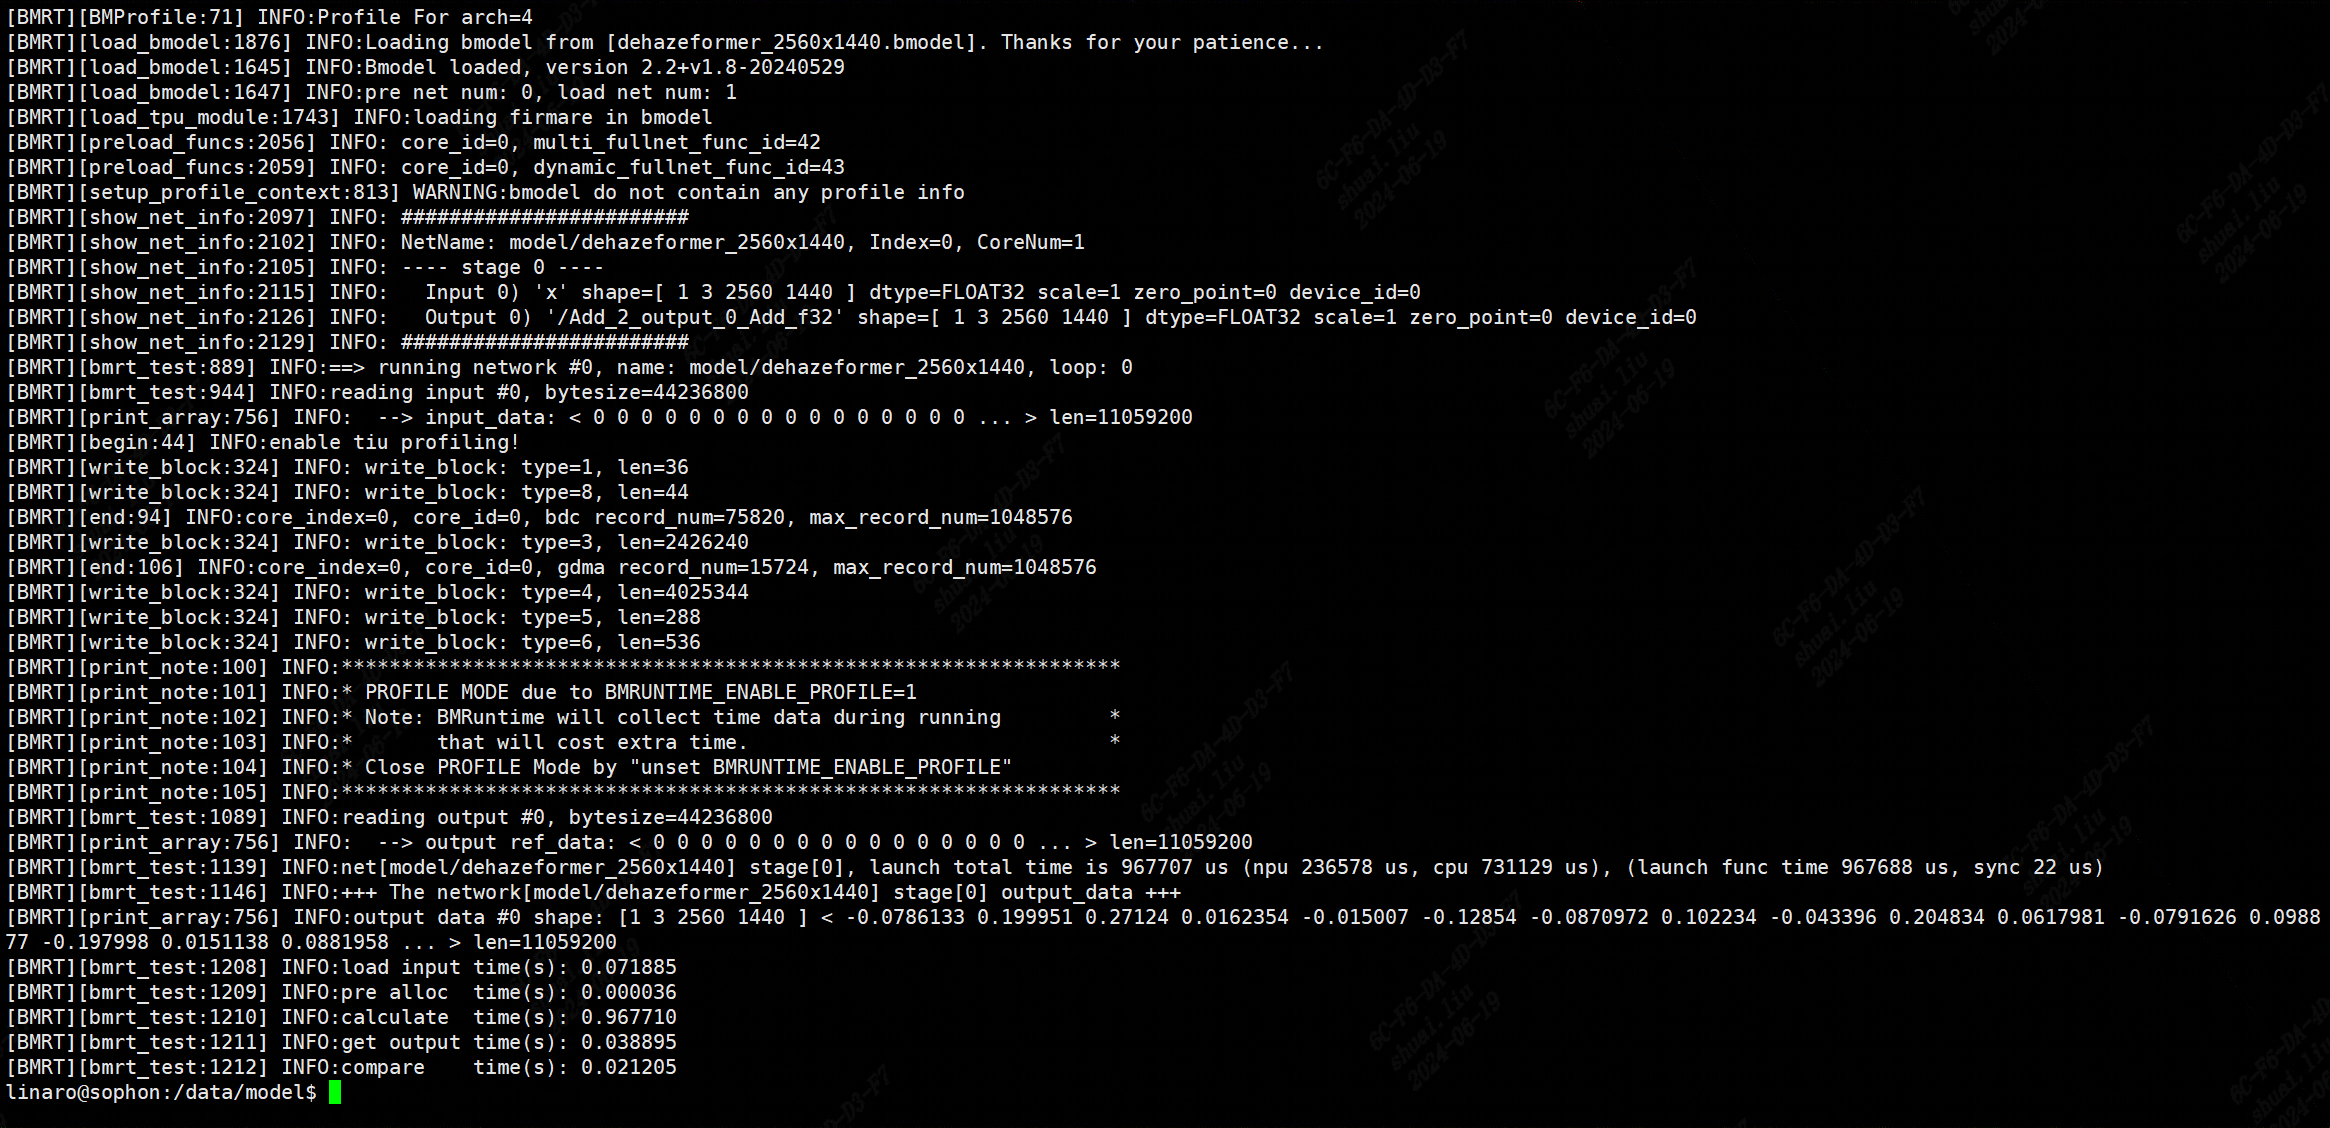 [BMRT][BMProfile:71] INFO:Profile For arch=4
[BMRT][load_bmodel:1876] INFO:Loading bmodel from [dehazeformer_2560x1440.bmodel]. Thanks for your patience...
[BMRT][load_bmodel:1645] INFO:Bmodel loaded, version 2.2+v1.8-20240529
[BMRT][load_bmodel:1647] INFO:pre net num: 0, load net num: 1
[BMRT][load_tpu_module:1743] INFO:loading firmare in bmodel
[BMRT][preload_funcs:2056] INFO: core_id=0, multi_fullnet_func_id=42
[BMRT][preload_funcs:2059] INFO: core_id=0, dynamic_fullnet_func_id=43
[BMRT][setup_profile_context:813] WARNING:bmodel do not contain any profile info
[BMRT][show_net_info:2097] INFO: ########################
[BMRT][show_net_info:2102] INFO: NetName: model/dehazeformer_2560x1440, Index=0, CoreNum=1
[BMRT][show_net_info:2105] INFO: ---- stage 0 ----
[BMRT][show_net_info:2115] INFO:   Input 0) 'x' shape=[ 1 3 2560 1440 ] dtype=FLOAT32 scale=1 zero_point=0 device_id=0
[BMRT][show_net_info:2126] INFO:   Output 0) '/Add_2_output_0_Add_f32' shape=[ 1 3 2560 1440 ] dtype=FLOAT32 scale=1 zero_point=0 device_id=0
[BMRT][show_net_info:2129] INFO: ########################
[BMRT][bmrt_test:889] INFO:==> running network #0, name: model/dehazeformer_2560x1440, loop: 0
[BMRT][bmrt_test:944] INFO:reading input #0, bytesize=44236800
[BMRT][print_array:756] INFO:  --> input_data: < 0 0 0 0 0 0 0 0 0 0 0 0 0 0 0 0 ... > len=11059200
[BMRT][begin:44] INFO:enable tiu profiling!
[BMRT][write_block:324] INFO: write_block: type=1, len=36
[BMRT][write_block:324] INFO: write_block: type=8, len=44
[BMRT][end:94] INFO:core_index=0, core_id=0, bdc record_num=75820, max_record_num=1048576
[BMRT][write_block:324] INFO: write_block: type=3, len=2426240
[BMRT][end:106] INFO:core_index=0, core_id=0, gdma record_num=15724, max_record_num=1048576
[BMRT][write_block:324] INFO: write_block: type=4, len=4025344
[BMRT][write_block:324] INFO: write_block: type=5, len=288
[BMRT][write_block:324] INFO: write_block: type=6, len=536
[BMRT][print_note:100] INFO:*****************************************************************
[BMRT][print_note:101] INFO:* PROFILE MODE due to BMRUNTIME_ENABLE_PROFILE=1
[BMRT][print_note:102] INFO:* Note: BMRuntime will collect time data during running         *
[BMRT][print_note:103] INFO:*       that will cost extra time.                              *
[BMRT][print_note:104] INFO:* Close PROFILE Mode by "unset BMRUNTIME_ENABLE_PROFILE"
[BMRT][print_note:105] INFO:*****************************************************************
[BMRT][bmrt_test:1089] INFO:reading output #0, bytesize=44236800
[BMRT][print_array:756] INFO:  --> output ref_data: < 0 0 0 0 0 0 0 0 0 0 0 0 0 0 0 0 ... > len=11059200
[BMRT][bmrt_test:1139] INFO:net[model/dehazeformer_2560x1440] stage[0], launch total time is 967707 us (npu 236578 us, cpu 731129 us), (launch func time 967688 us, sync 22 us)
[BMRT][bmrt_test:1146] INFO:+++ The network[model/dehazeformer_2560x1440] stage[0] output_data +++
[BMRT][print_array:756] INFO:output data #0 shape: [1 3 2560 1440 ] < -0.0786133 0.199951 0.27124 0.0162354 -0.015007 -0.12854 -0.0870972 0.102234 -0.043396 0.204834 0.0617981 -0.0791626 0.0988
77 -0.197998 0.0151138 0.0881958 ... > len=11059200
[BMRT][bmrt_test:1208] INFO:load input time(s): 0.071885
[BMRT][bmrt_test:1209] INFO:pre alloc  time(s): 0.000036
[BMRT][bmrt_test:1210] INFO:calculate  time(s): 0.967710
[BMRT][bmrt_test:1211] INFO:get output time(s): 0.038895
[BMRT][bmrt_test:1212] INFO:compare    time(s): 0.021205
linaro@sophon:/data/model$
6C-F6-DA-4D-D3-F7
shuai.liu
2024-06-19